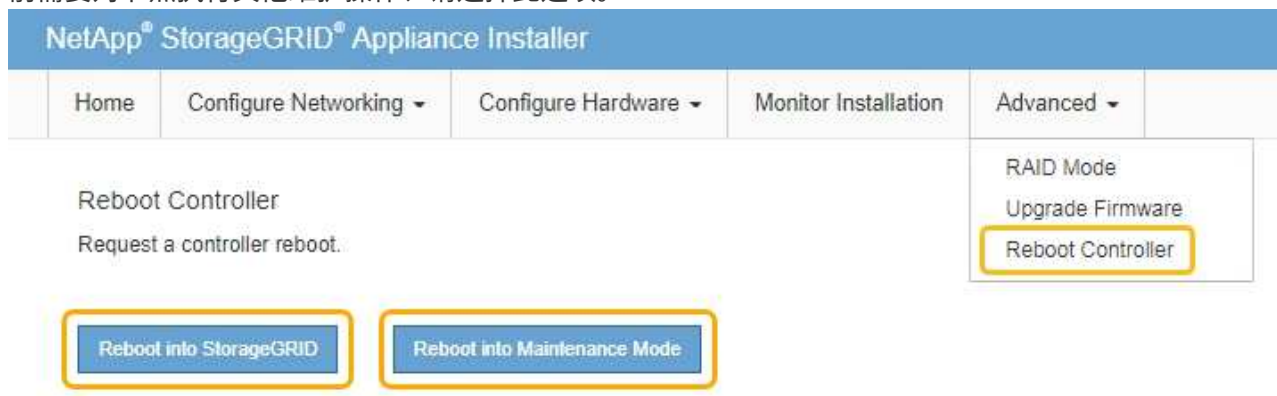 NetApp® StorageGRID® Appliance Installer
Home Configure Networking Configure Hardware Monitor Installation Advanced
RAID Mode
Upgrade Firmware
Reboot Controller
Reboot Controller
Request a controller reboot.
Reboot into StorageGRID Reboot into Maintenance Mode